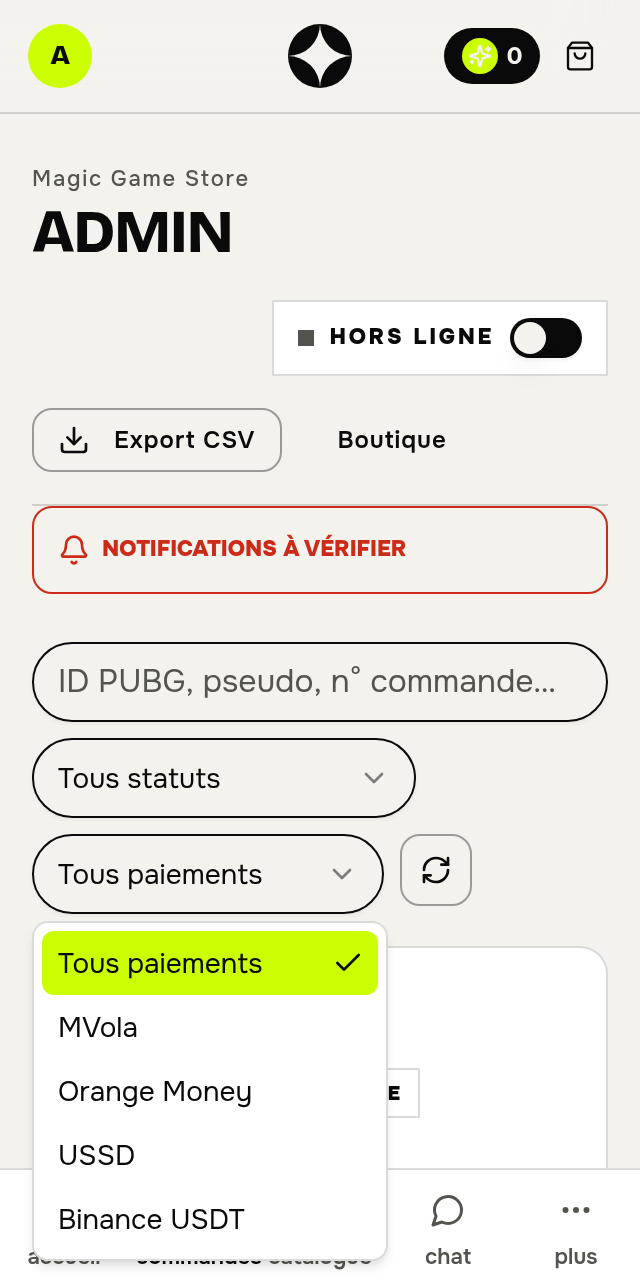 A
0
Magic Game Store
ADMIN
HORS LIGNE
Export CSV
Boutique
NOTIFICATIONS À VÉRIFIER
ID PUBG, pseudo, n° commande...
Tous statuts
Tous paiements
Tous paiements
MVola
Orange Money
E
USSD
Binance USDT
chat
plus